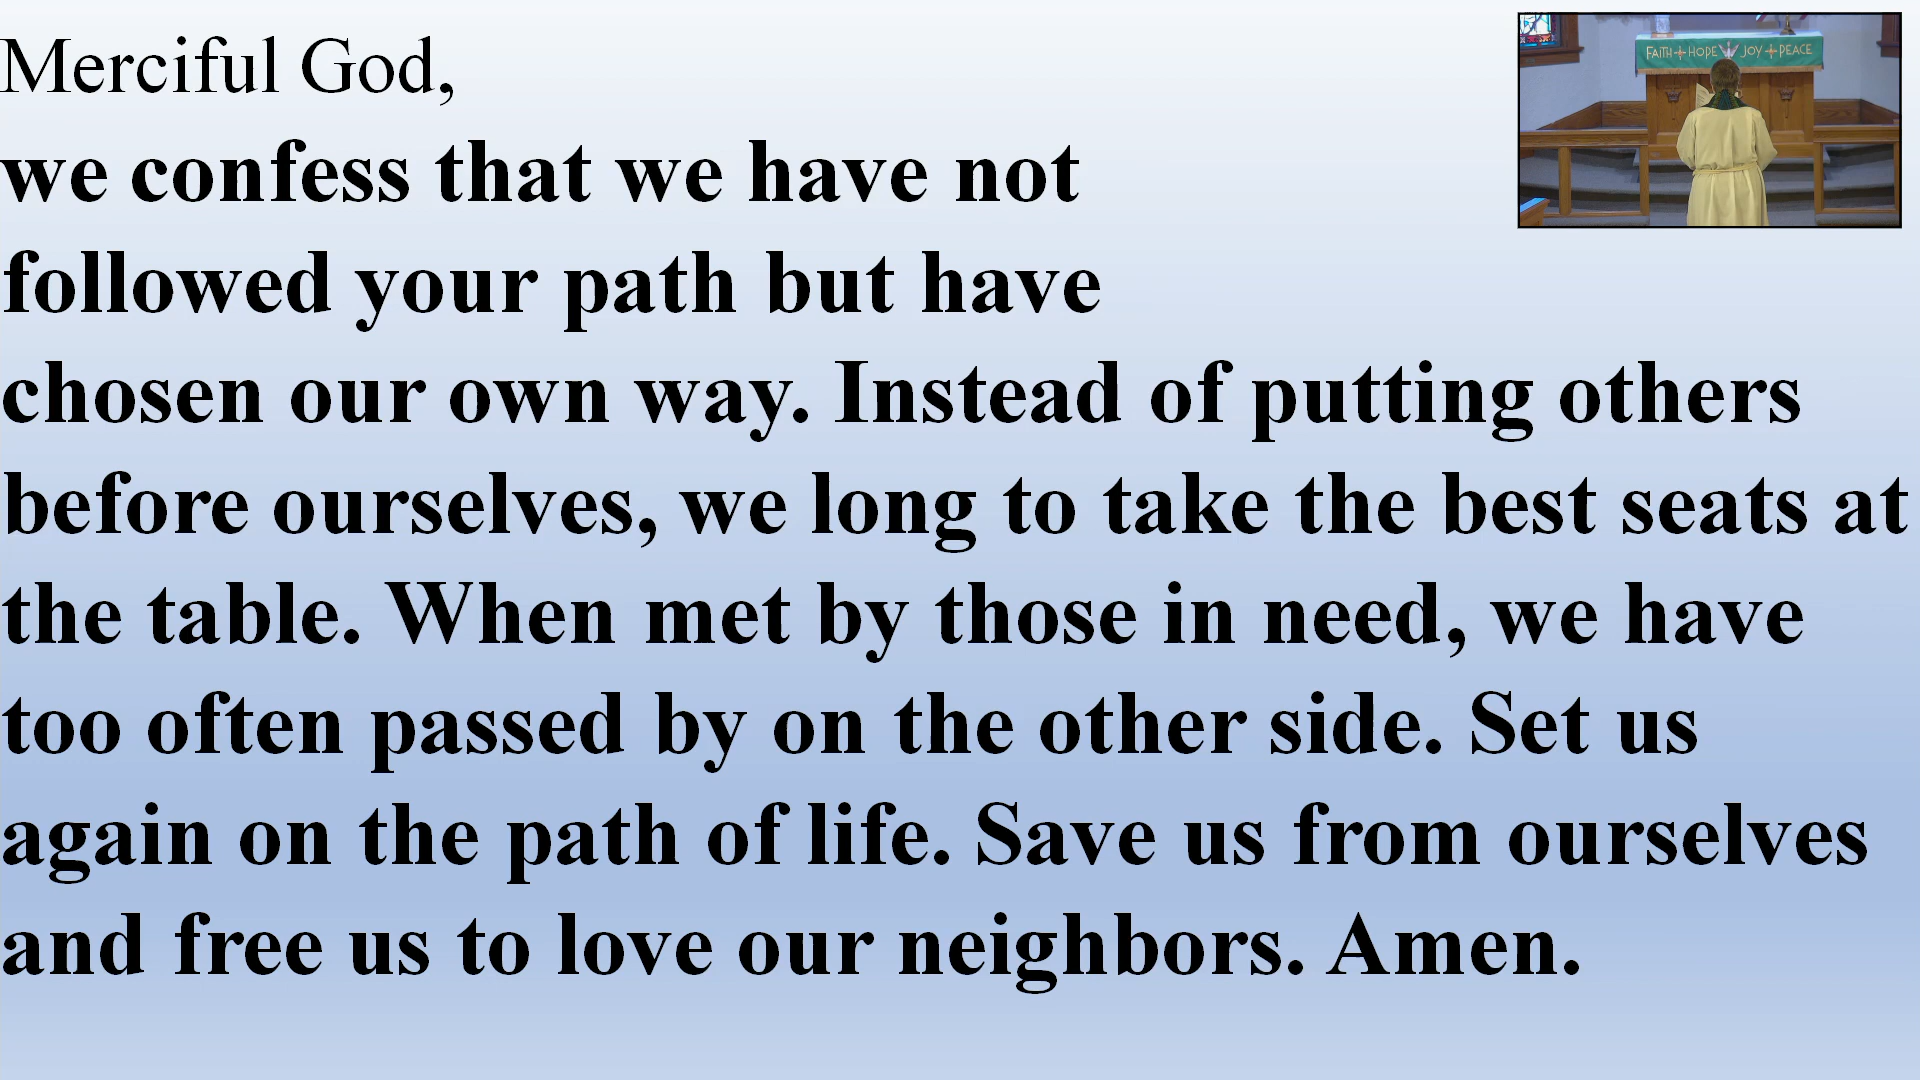 Merciful God,
we confess that we have not
followed your path but have
chosen our own way. Instead of putting others
before ourselves, we long to take the best seats at
the table. When met by those in need, we have
too often passed by on the other side. Set us
again on the path of life. Save us from ourselves
and free us to love our neighbors. Amen.
FAITH HOPE JOY PEACE